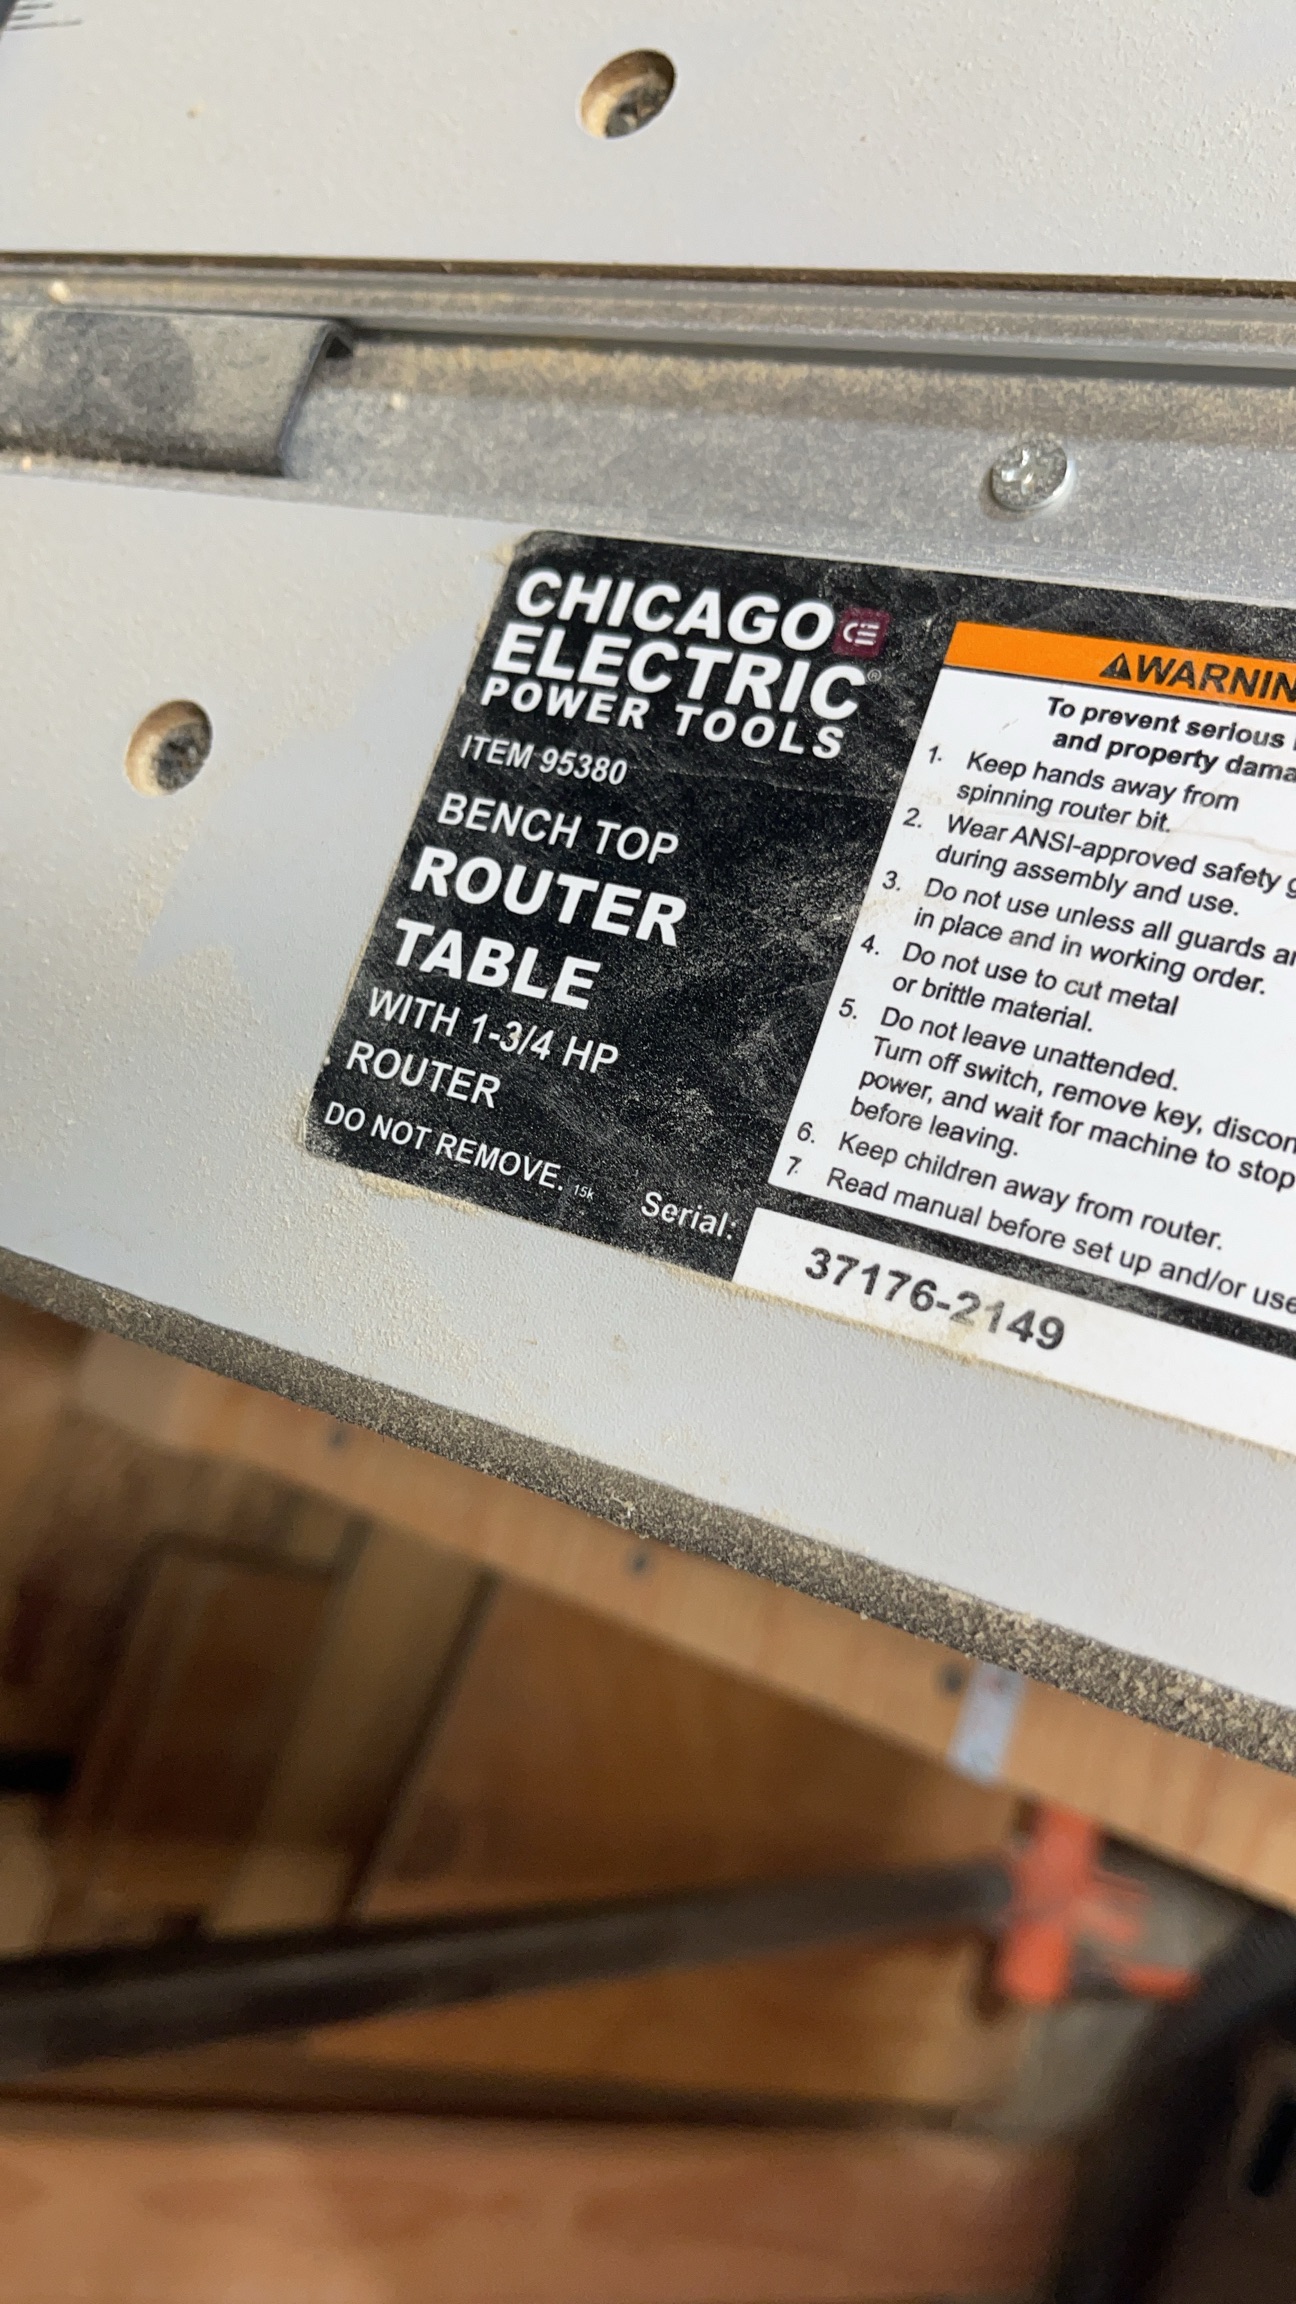 CHICAGO
ELECTRIC®
POWER TOOLS
ITEM 95380
BENCH TOP
ROUTER
TABLE
WITH 1-3/4 HP
ROUTER
DO NOT REMOVE. 15k
⚠WARNIN
To prevent serious
and property dama
1. Keep hands away from
spinning router bit.
2. Wear ANSI-approved safety g
during assembly and use.
3. Do not use unless all guards ar
in place and in working order.
4. Do not use to cut metal
or brittle material.
5. Do not leave unattended.
Turn off switch, remove key, discon
power, and wait for machine to stop
before leaving.
6. Keep children away from router.
7. Read manual before set up and/or use
Serial: 37176-2149